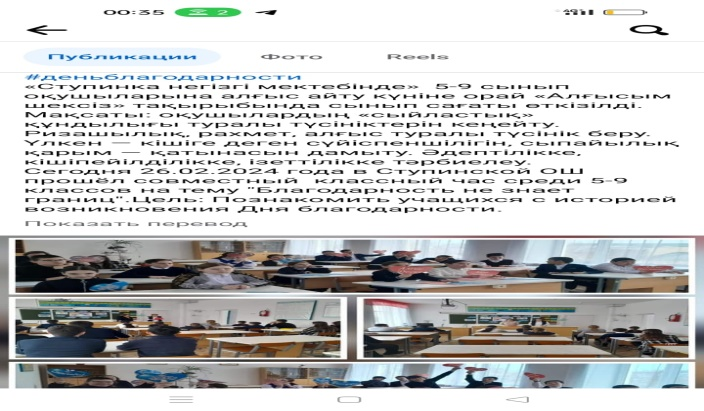 00:35
2
4G
Публикации Фото Reels
#деньблагодарности
«Ступинка негізгі мектебінде» 5-9 сынып
оқушыларына алғыс айту күніне орай «Алғысым
шексіз» тақырыбында сынып сағаты өткізілді.
Мақсаты: оқушылардың «сыйластық»
құндылығы туралы түсініктерін кеңейту.
Ризашылық, рахмет, алғыс туралы түсінік беру.
Үлкен — кішіге деген сүйіспеншілігін, сыпайылық
қарым — қатынасын дамыту. Әдептілікке,
кішіпейілділікке, ізеттілікке тәрбиелеу.
Сегодня 26.02.2024 года в Ступинской ОШ
прошёл совместный классный час среди 5-9
классов на тему "Благодарность не знает
границ".Цель: Познакомить учащихся с историей
возникновения Дня благодарности.
Показать перевод